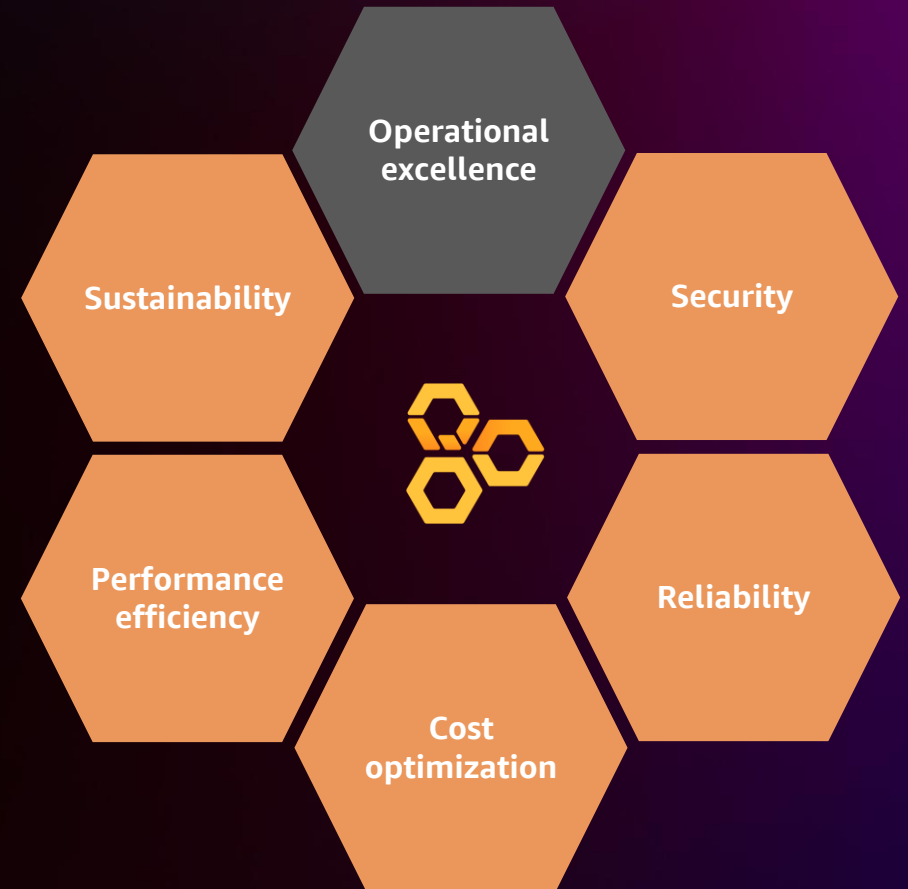 Operational
excellence
Sustainability
Security
Performance
efficiency
Reliability
Cost
optimization